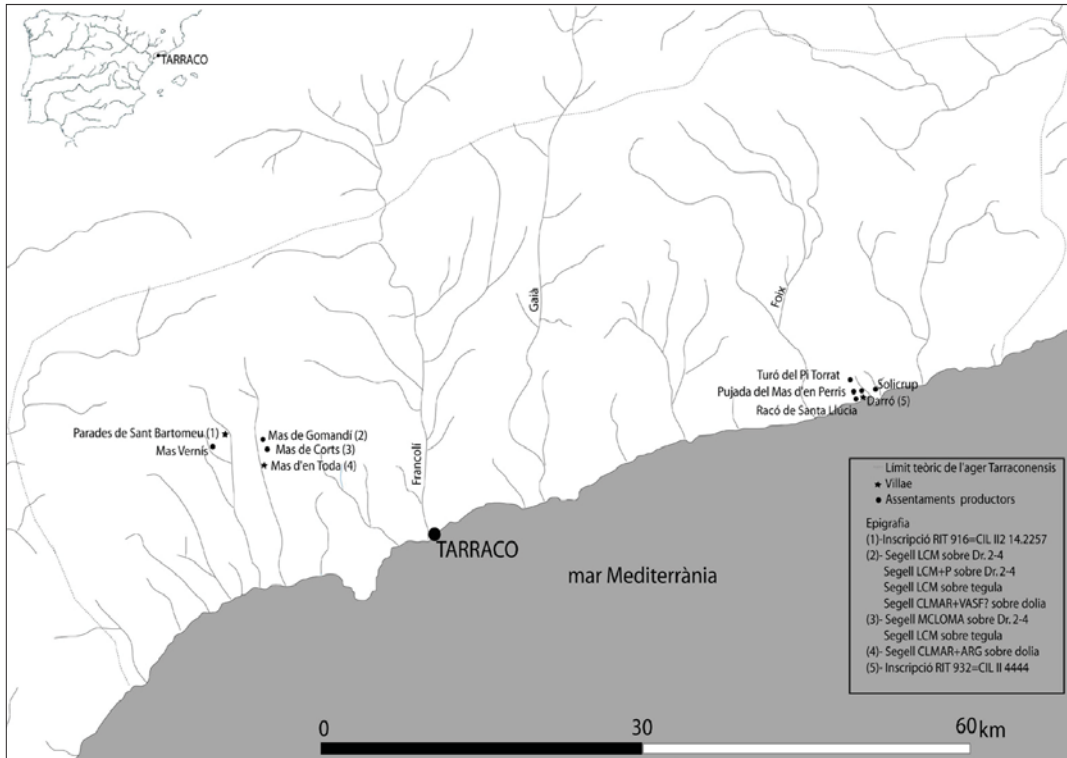 TARRACO
Gaià
Foix
Francolí
Turó del Pi Torrat
Solicrup
Pujada del Mas d'en Perris
Darró (5)
Racó de Santa Llúcia
Parades de Sant Bartomeu (1)
Mas Vernís
Mas de Gomandí (2)
Mas de Corts (3)
Mas d'en Toda (4)
TARRACO
mar Mediterrània
Límit teòric de l'ager Tarraconensis
Villae
Assentaments productors
Epigrafia
(1)-Inscripció RIT 916=CIL II2 14.2257
(2)- Segell LCM sobre Dr. 2-4
Segell LCM+P sobre Dr. 2-4
Segell LCM sobre tegula
Segell CLMAR+VASF? sobre dolia
(3)- Segell MCLOMA sobre Dr. 2-4
Segell LCM sobre tegula
(4)- Segell CLMAR+ARG sobre dolia
(5)- Inscripció RIT 932=CIL II 4444
0 30 60 km